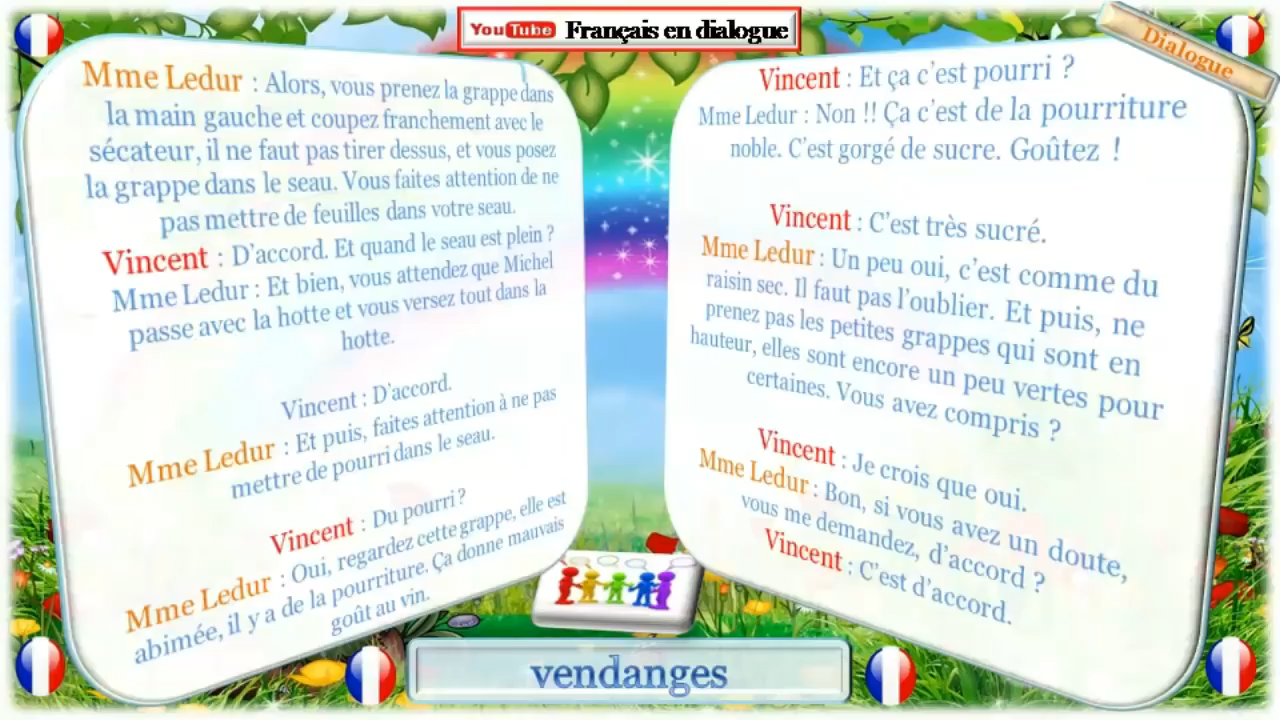 YouTube Français en dialogue
Dialogue
Mme Ledur : Alors, vous prenez la grappe dans
la main gauche et coupez franchement avec le
sécateur, il ne faut pas tirer dessus, et vous posez
la grappe dans le seau. Vous faites attention de ne
pas mettre de feuilles dans votre seau.
Vincent : D'accord. Et quand le seau est plein ?
Mme Ledur : Et bien, vous attendez que Michel
passe avec la hotte et vous versez tout dans la
hotte.
Vincent : D'accord.
Mme Ledur : Et puis, faites attention à ne pas
mettre de pourri dans le seau.
Vincent : Du pourri ?
Mme Ledur : Oui, regardez cette grappe, elle est
abimée, il y a de la pourriture. Ça donne mauvais
goût au vin.
Vincent : Et ça c'est pourri ?
Mme Ledur : Non !! Ça c'est de la pourriture
noble. C'est gorgé de sucre. Goûtez !
Vincent : C'est très sucré.
Mme Ledur : Un peu oui, c'est comme du
raisin sec. Il faut pas l'oublier. Et puis, ne
prenez pas les petites grappes qui sont en
hauteur, elles sont encore un peu vertes pour
certaines. Vous avez compris ?
Vincent : Je crois que oui.
Mme Ledur : Bon, si vous avez un doute,
vous me demandez, d'accord ?
Vincent : C'est d'accord.
vendanges